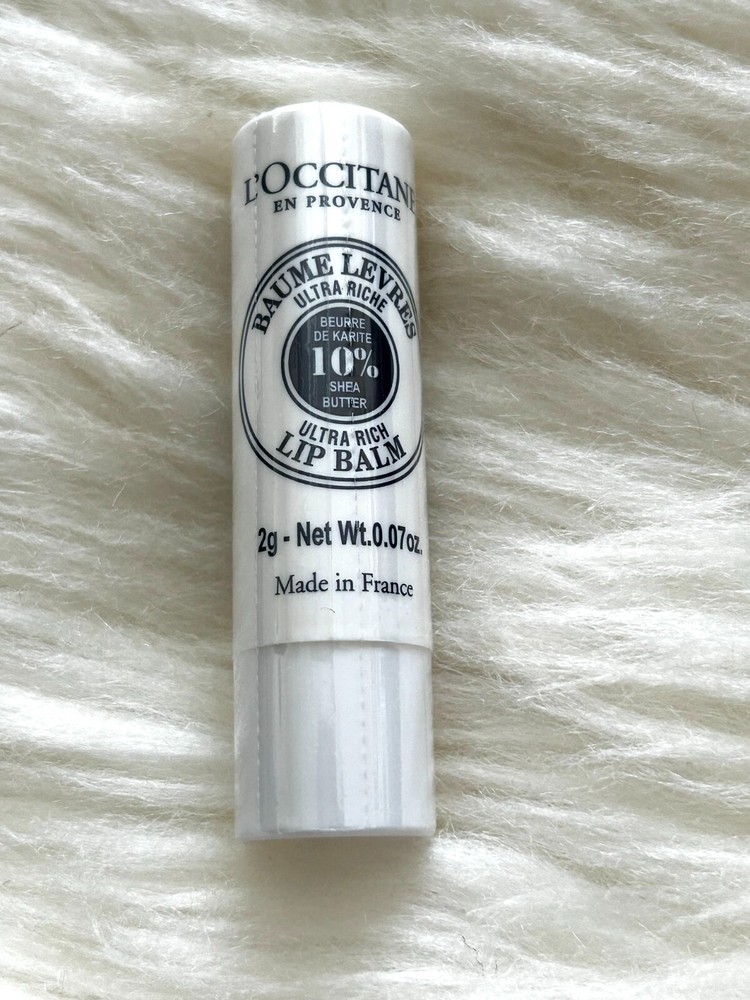 L'OCCITANE
EN PROVENCE
BAUME LEVRES
ULTRA RICHE
BEURRE
DE KARITE
10%
SHEA
BUTTER
ULTRA RICH
LIP BALM
2g - Net Wt.0.07oz.
Made in France